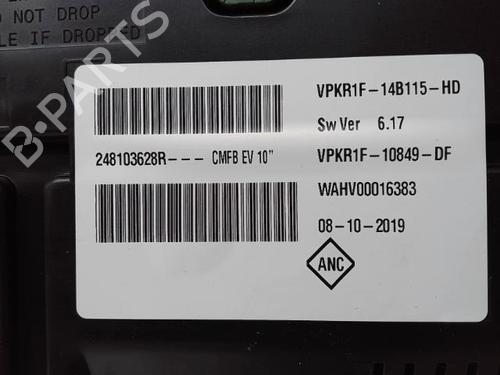 NOT DROP
LE IF DROPPED
VPKR1F-14B115-HD
Sw Ver 6.17
248103628R--- CMFB EV 10"
VPKR1F-10849-DF
WAHV00016383
08-10-2019
ANC
B-PARTS